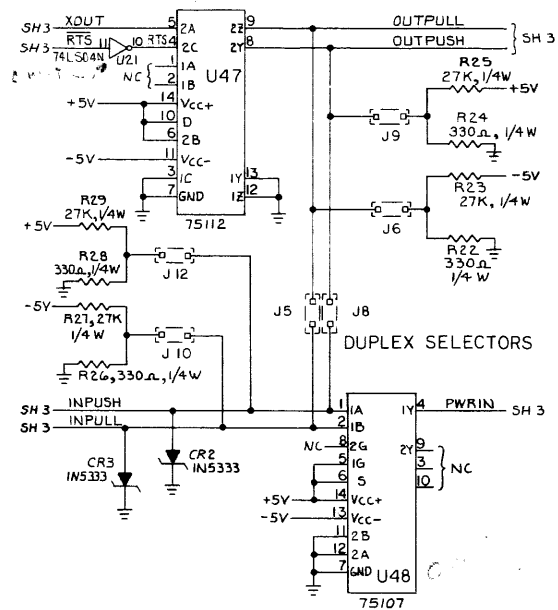 SH 3 XOUT 5 2A 2Z 9 OUTPULL
SH 3 RTS 11 10 RTS 4 2C 2Y 8 OUTPUSH SH 3
74LS04N U21
NC 1 1A U47
2 1B
+5V 14 Vcc+
10 D
6 2B
-5V 11 Vcc-
3 1C 1Y 13
7 GND 1Z 12
75112
R25
27K, 1/4W
+5V
R24
330Ω, 1/4W
J9
-5V
R23
27K, 1/4W
J6
R22
330Ω
1/4W
R29
27K, 1/4W
+5V
R28
330Ω, 1/4W
J12
-5V
R27, 27K
1/4W
J10
R26, 330Ω, 1/4W
J5 J8
DUPLEX SELECTORS
SH 3 INPUSH 1 1A 1Y 4 PWRIN SH 3
SH 3 INPULL 2 1B
NC 8 2G 2Y 9
5 1G 3 NC
6 S 10
+5V 14 Vcc+
-5V 13 Vcc-
11 2B
12 2A
7 GND U48
75107
CR3
1N5333
CR2
1N5333